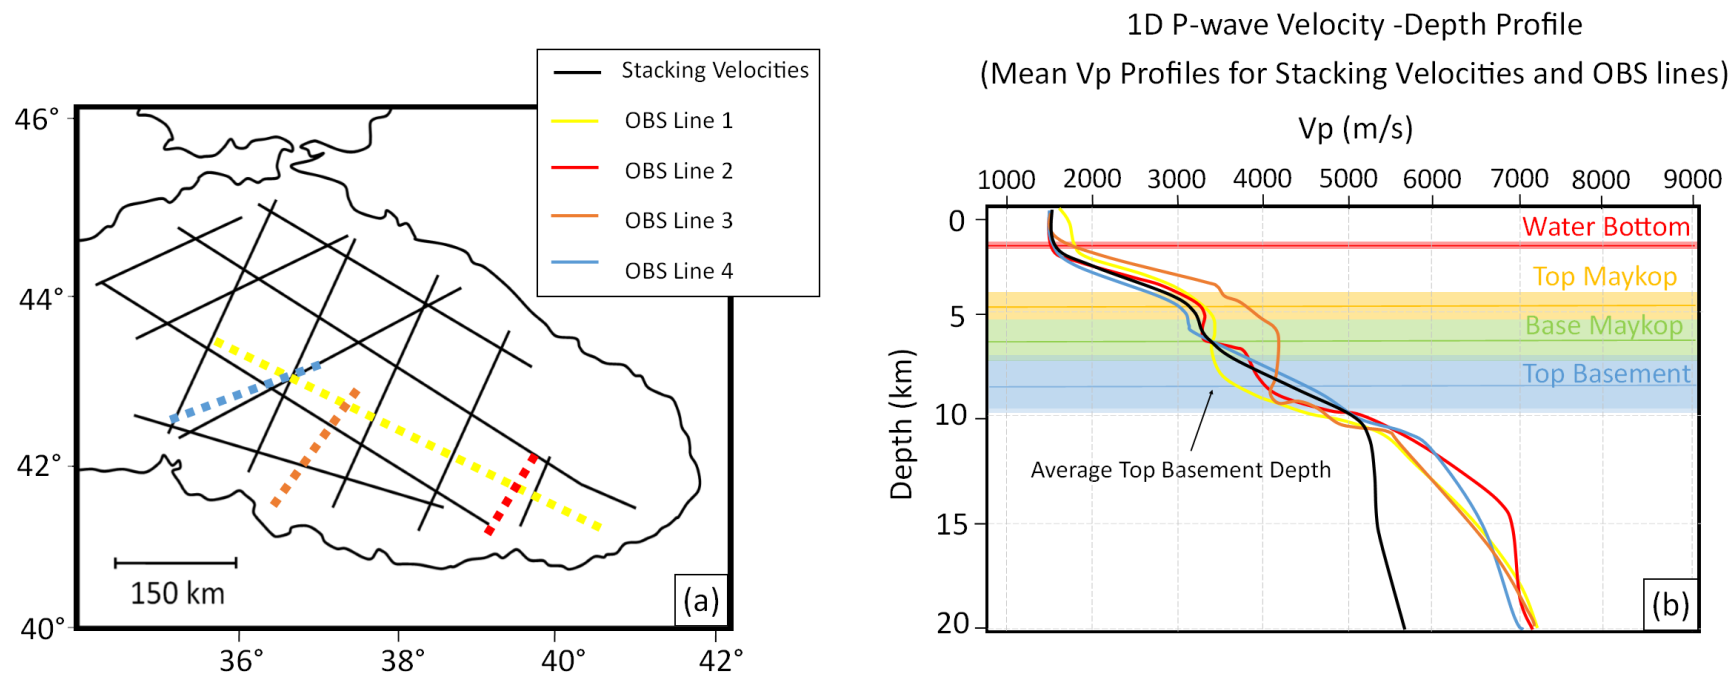 Stacking Velocities
OBS Line 1
OBS Line 2
OBS Line 3
OBS Line 4
46°
44°
42°
40°
36°
38°
40°
42°
150 km
(a)
1D P-wave Velocity -Depth Profile
(Mean Vp Profiles for Stacking Velocities and OBS lines)
Vp (m/s)
1000 2000 3000 4000 5000 6000 7000 8000 9000
Depth (km)
0
5
10
15
20
Water Bottom
Top Maykop
Base Maykop
Top Basement
Average Top Basement Depth
(b)